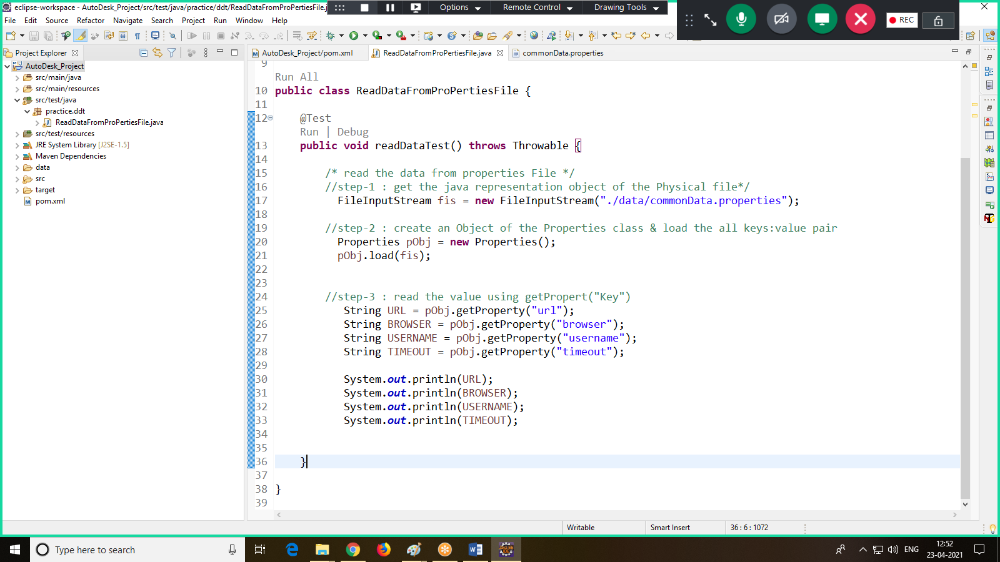 eclipse-workspace - AutoDesk_Project/src/test/java/practice/ddt/ReadDataFromProPertiesFile.j
Options
Remote Control
Drawing Tools
REC
File Edit Source Refactor Navigate Search Project Run Window Help
Project Explorer
AutoDesk_Project/pom.xml
ReadDataFromProPertiesFile.java
commonData.properties
AutoDesk_Project
src/main/java
src/main/resources
src/test/java
practice.ddt
ReadDataFromProPertiesFile.java
src/test/resources
JRE System Library [J2SE-1.5]
Maven Dependencies
data
src
target
pom.xml
9
Run All
10 public class ReadDataFromProPertiesFile {
11
12 @Test
Run | Debug
13 public void readDataTest() throws Throwable {
14
15 /* read the data from properties File */
16 //step-1 : get the java representation object of the Physical file*/
17 FileInputStream fis = new FileInputStream("./data/commonData.properties");
18
19 //step-2 : create an Object of the Properties class & load the all keys:value pair
20 Properties pObj = new Properties();
21 pObj.load(fis);
22
23
24 //step-3 : read the value using getPropert("Key")
25 String URL = pObj.getProperty("url");
26 String BROWSER = pObj.getProperty("browser");
27 String USERNAME = pObj.getProperty("username");
28 String TIMEOUT = pObj.getProperty("timeout");
29
30 System.out.println(URL);
31 System.out.println(BROWSER);
32 System.out.println(USERNAME);
33 System.out.println(TIMEOUT);
34
35
36 }
37
38 }
39
Writable
Smart Insert
36 : 6 : 1072
Type here to search
ENG
12:52
23-04-2021